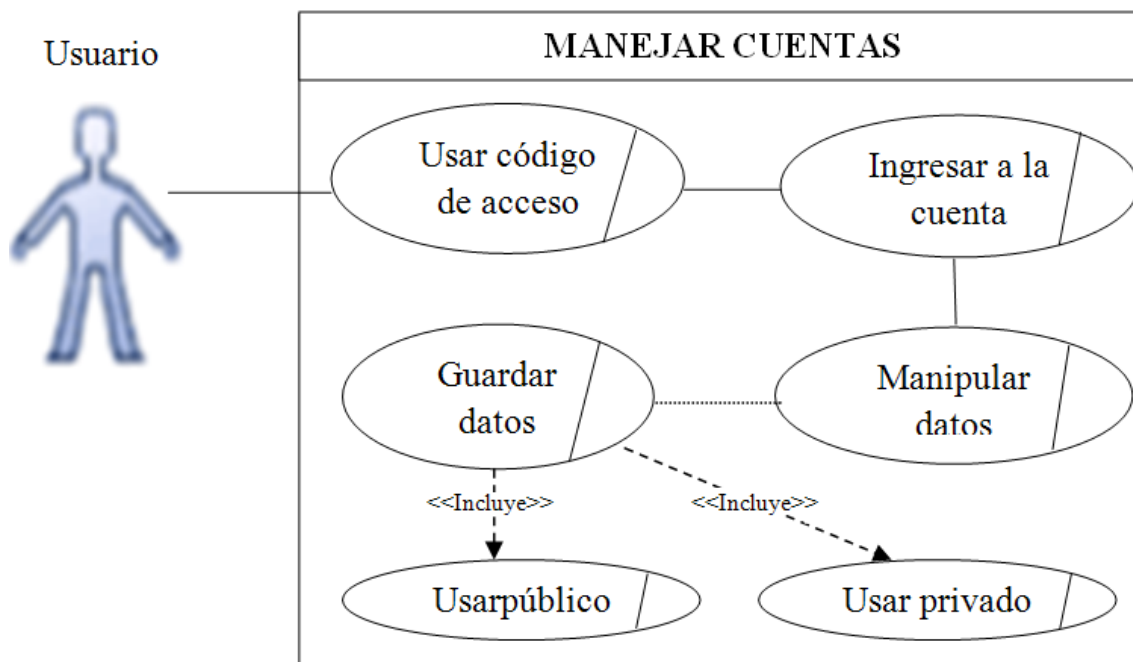 Usuario
MANEJAR CUENTAS
Usar código
de acceso
Ingresar a la
cuenta
Guardar
datos
Manipular
datos
<<Incluye>>
<<Incluye>>
Usarpúblico
Usar privado